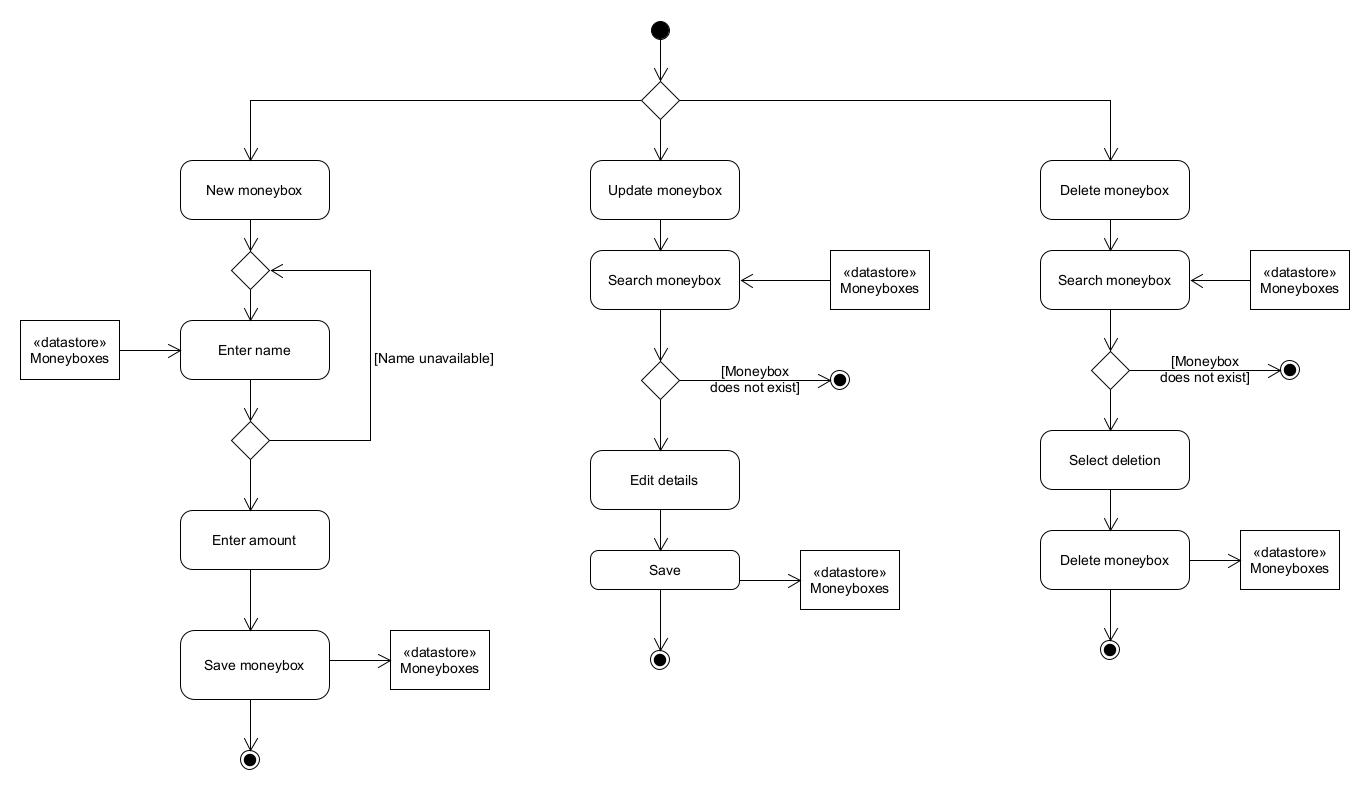 New moneybox
Update moneybox
Delete moneybox
Search moneybox
«datastore»
Moneyboxes
Search moneybox
«datastore»
Moneyboxes
«datastore»
Moneyboxes
Enter name
[Name unavailable]
[Moneybox
does not exist]
[Moneybox
does not exist]
Edit details
Select deletion
Enter amount
Save
«datastore»
Moneyboxes
Delete moneybox
«datastore»
Moneyboxes
Save moneybox
«datastore»
Moneyboxes